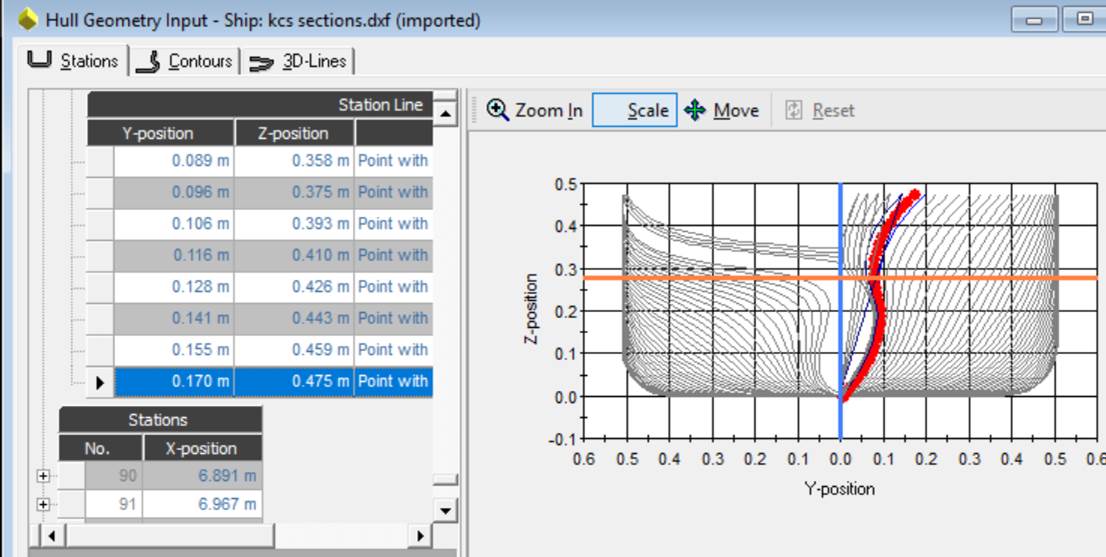 Hull Geometry Input - Ship: kcs sections.dxf (imported)
Stations Contours 3D-Lines
Station Line
Y-position Z-position
0.089 m 0.358 m Point with
0.096 m 0.375 m Point with
0.106 m 0.393 m Point with
0.116 m 0.410 m Point with
0.128 m 0.426 m Point with
0.141 m 0.443 m Point with
0.155 m 0.459 m Point with
0.170 m 0.475 m Point with
Stations
No. X-position
90 6.891 m
91 6.967 m
Zoom In Scale Move Reset
0.5
0.4
0.3
0.2
0.1
0.0
-0.1
Z-position
0.6 0.5 0.4 0.3 0.2 0.1 0.0 0.1 0.2 0.3 0.4 0.5 0.6
Y-position